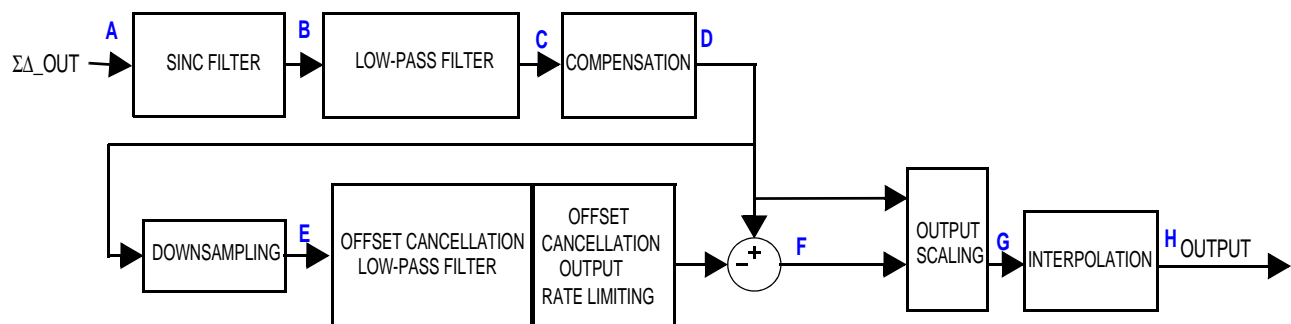 A
B
C
D
ΣΔ_OUT
SINC FILTER
LOW-PASS FILTER
COMPENSATION
E
DOWNSAMPLING
OFFSET CANCELLATION
LOW-PASS FILTER
OFFSET
CANCELLATION
OUTPUT
RATE LIMITING
+
−
F
OUTPUT
SCALING
G
INTERPOLATION
H
OUTPUT